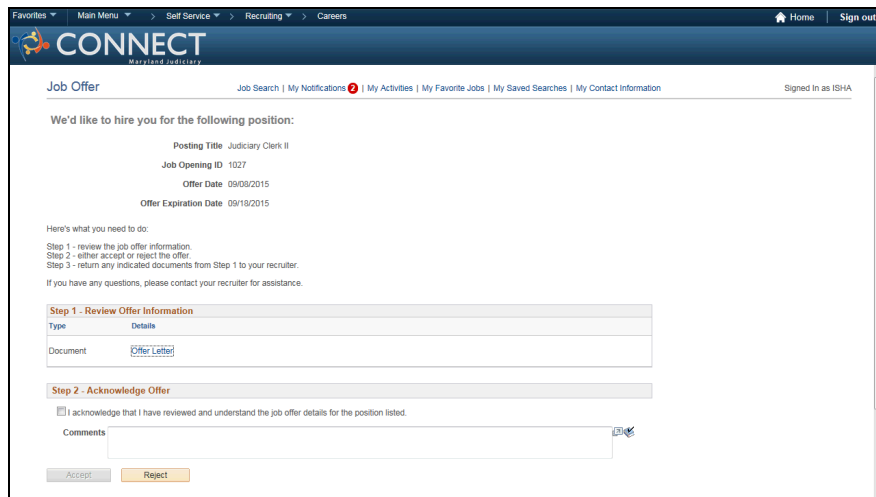 Favorites Main Menu > Self Service > Recruiting > Careers Home Sign out
CONNECT
Maryland Judiciary
Job Offer Job Search | My Notifications 2 | My Activities | My Favorite Jobs | My Saved Searches | My Contact Information Signed In as ISHA
We'd like to hire you for the following position:
Posting Title Judiciary Clerk II
Job Opening ID 1027
Offer Date 09/08/2015
Offer Expiration Date 09/18/2015
Here's what you need to do:
Step 1 - review the job offer information.
Step 2 - either accept or reject the offer.
Step 3 - return any indicated documents from Step 1 to your recruiter.
If you have any questions, please contact your recruiter for assistance.
Step 1 - Review Offer Information
Type Details
Document Offer Letter
Step 2 - Acknowledge Offer
I acknowledge that I have reviewed and understand the job offer details for the position listed.
Comments
Accept Reject